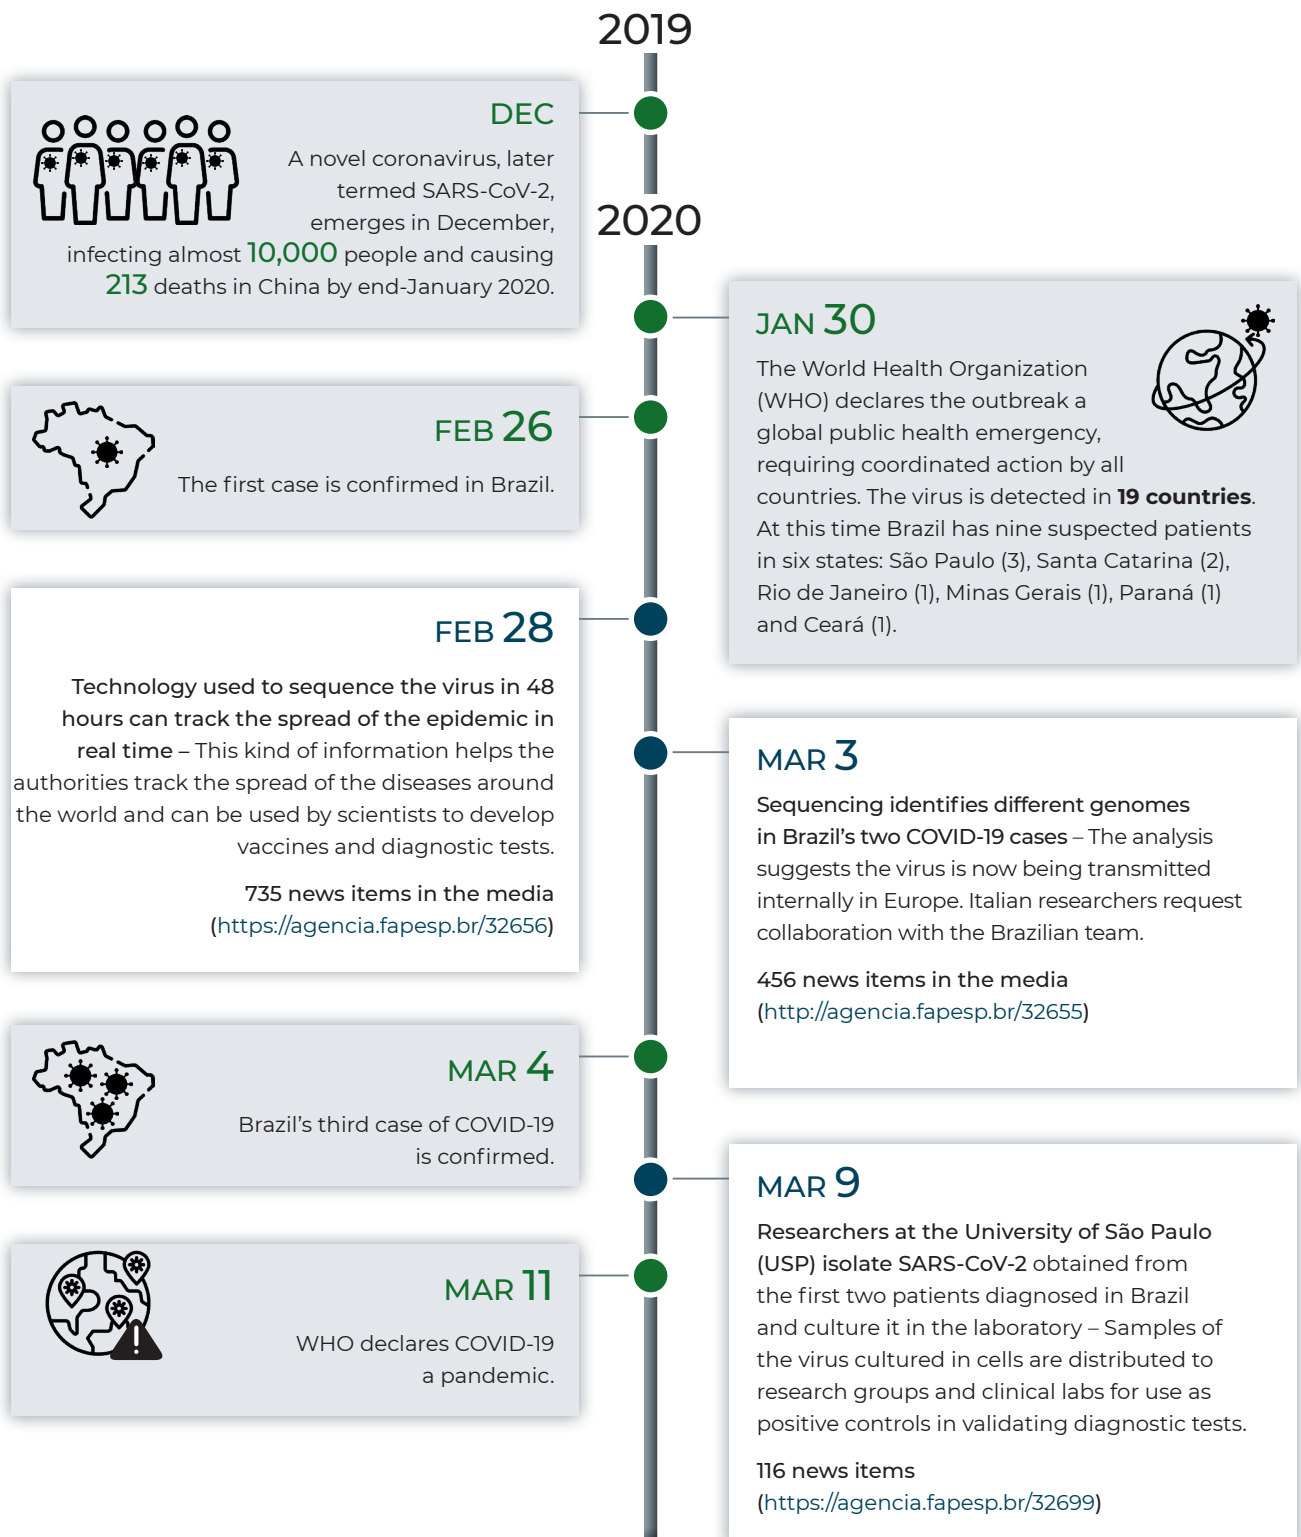 2019
DEC
A novel coronavirus, later
termed SARS-CoV-2,
emerges in December,
infecting almost 10,000 people and causing
213 deaths in China by end-January 2020.
2020
JAN 30
The World Health Organization
(WHO) declares the outbreak a
global public health emergency,
requiring coordinated action by all
countries. The virus is detected in 19 countries.
At this time Brazil has nine suspected patients
in six states: São Paulo (3), Santa Catarina (2),
Rio de Janeiro (1), Minas Gerais (1), Paraná (1)
and Ceará (1).
FEB 26
The first case is confirmed in Brazil.
FEB 28
Technology used to sequence the virus in 48
hours can track the spread of the epidemic in
real time – This kind of information helps the
authorities track the spread of the diseases around
the world and can be used by scientists to develop
vaccines and diagnostic tests.
735 news items in the media
(https://agencia.fapesp.br/32656)
MAR 3
Sequencing identifies different genomes
in Brazil’s two COVID-19 cases – The analysis
suggests the virus is now being transmitted
internally in Europe. Italian researchers request
collaboration with the Brazilian team.
456 news items in the media
(http://agencia.fapesp.br/32655)
MAR 4
Brazil’s third case of COVID-19
is confirmed.
MAR 9
Researchers at the University of São Paulo
(USP) isolate SARS-CoV-2 obtained from
the first two patients diagnosed in Brazil
and culture it in the laboratory – Samples of
the virus cultured in cells are distributed to
research groups and clinical labs for use as
positive controls in validating diagnostic tests.
116 news items
(https://agencia.fapesp.br/32699)
MAR 11
WHO declares COVID-19
a pandemic.